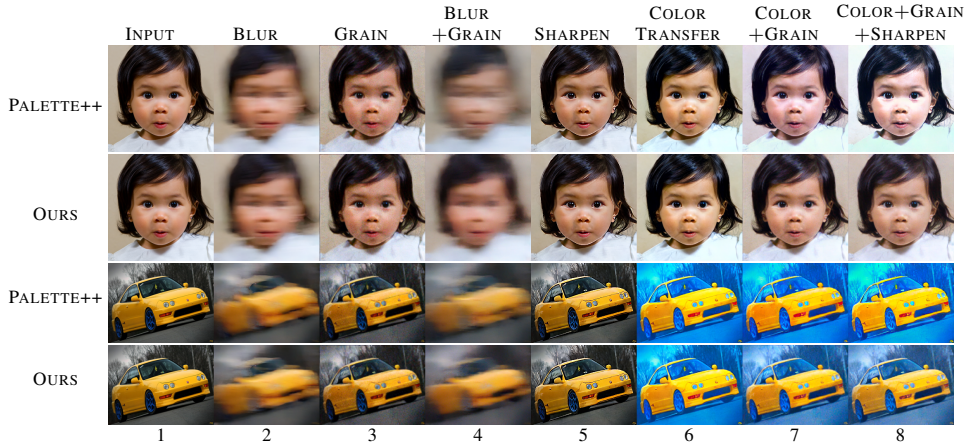 INPUT
BLUR
GRAIN
BLUR
+GRAIN
SHARPEN
COLOR
TRANSFER
COLOR
+GRAIN
COLOR+GRAIN
+SHARPEN
PALETTE++
OURS
PALETTE++
OURS
1 2 3 4 5 6 7 8